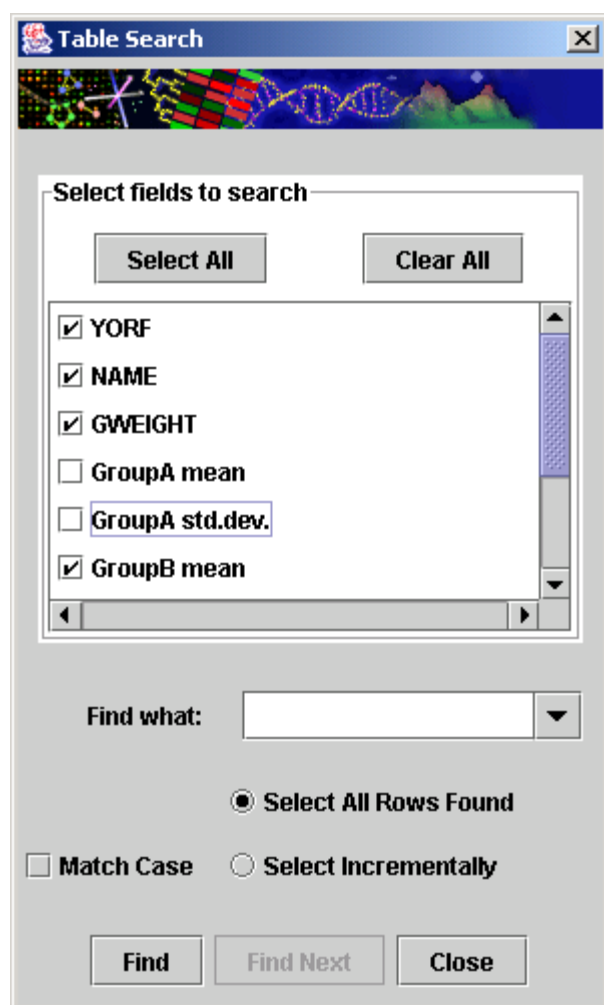 Table Search
Select fields to search
Select All Clear All
YORF
NAME
GWEIGHT
GroupA mean
GroupA std.dev.
GroupB mean
Find what:
Select All Rows Found
Match Case Select Incrementally
Find Find Next Close